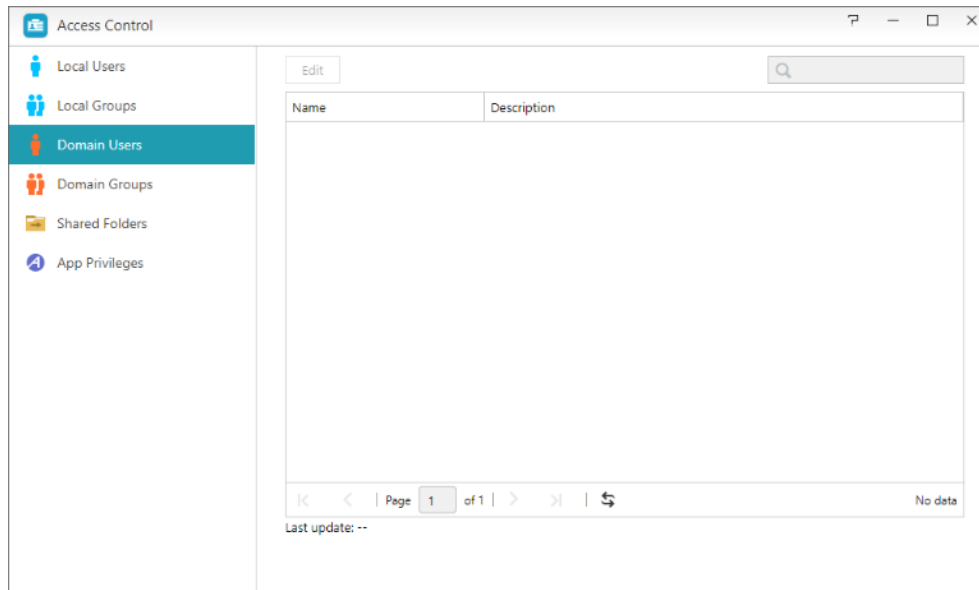 Access Control
Local Users
Local Groups
Domain Users
Domain Groups
Shared Folders
App Privileges
Edit
Name Description
Page 1 of 1 No data
Last update: --